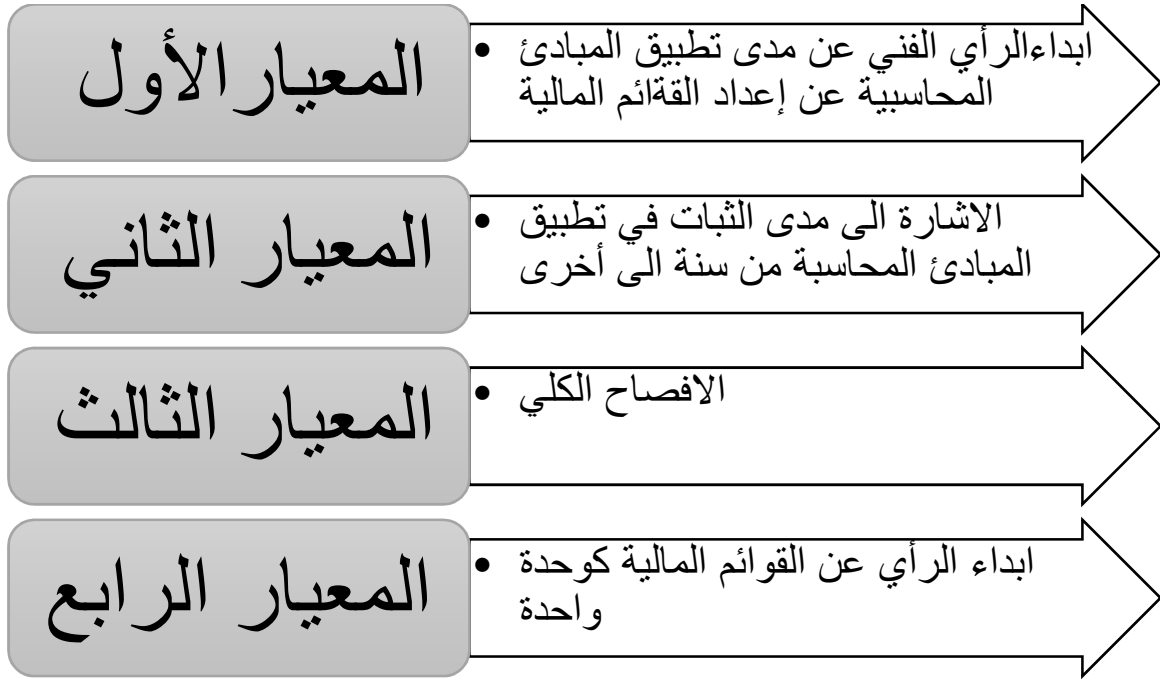 المعيار الأول
ابداءالرأي الفني عن مدى تطبيق المبادئ
المحاسبية عن إعداد القةائم المالية
المعيار الثاني
الاشارة الى مدى الثبات في تطبيق
المبادئ المحاسبة من سنة الى أخرى
المعيار الثالث
الافصاح الكلي
المعيار الرابع
ابداء الرأي عن القوائم المالية كوحدة
واحدة